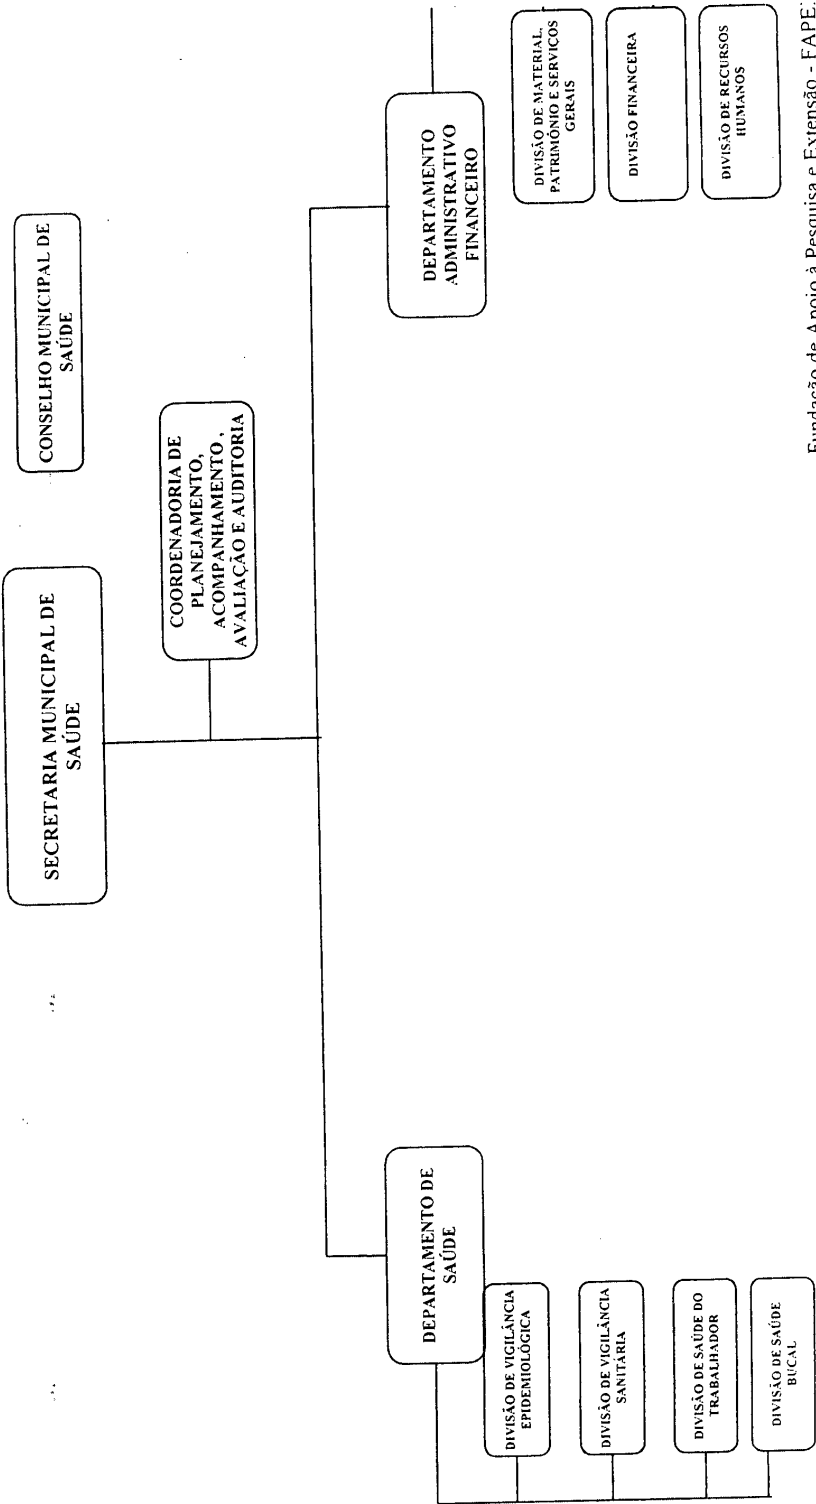 SECRETARIA MUNICIPAL DE
SAÚDE
CONSELHO MUNICIPAL DE
SAÚDE
COORDENADORIA DE
PLANEJAMENTO,
ACOMPANHAMENTO ,
AVALIAÇÃO E AUDITORIA
DEPARTAMENTO DE
SAÚDE
DIVISÃO DE VIGILÂNCIA
EPIDEMIOLÓGICA
DIVISÃO DE VIGILÂNCIA
SANITÁRIA
DIVISÃO DE SAÚDE DO
TRABALHADOR
DIVISÃO DE SAÚDE
BUCAL
DEPARTAMENTO
ADMINISTRATIVO
FINANCEIRO
DIVISÃO DE MATERIAL,
PATRIMÔNIO E SERVIÇOS
GERAIS
DIVISÃO FINANCEIRA
DIVISÃO DE RECURSOS
HUMANOS
Fundação de Apoio à Pesquisa e Extensão -